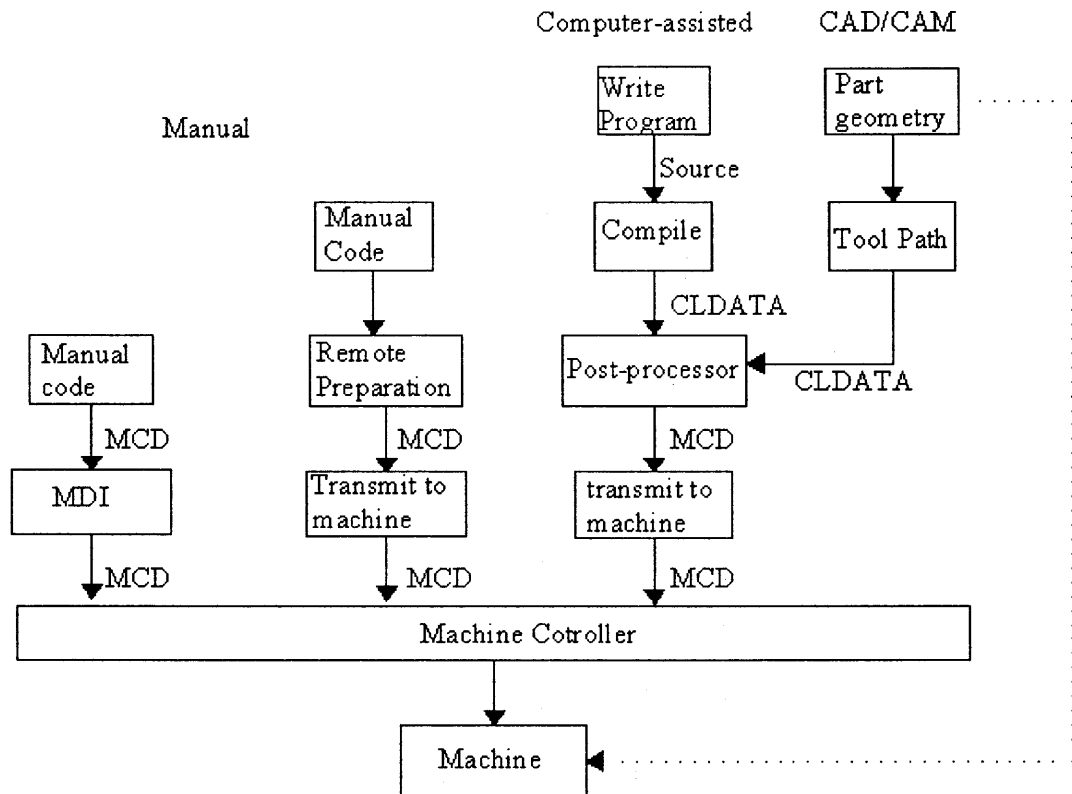 Computer-assisted
CAD/CAM
Write
Program
Part
geometry
Manual
Source
Manual
Code
Compile
Tool Path
CLDATA
Manual
code
Remote
Preparation
Post-processor
CLDATA
MCD
MCD
MCD
MDI
Transmit to
machine
transmit to
machine
MCD
MCD
MCD
Machine Cotroller
Machine